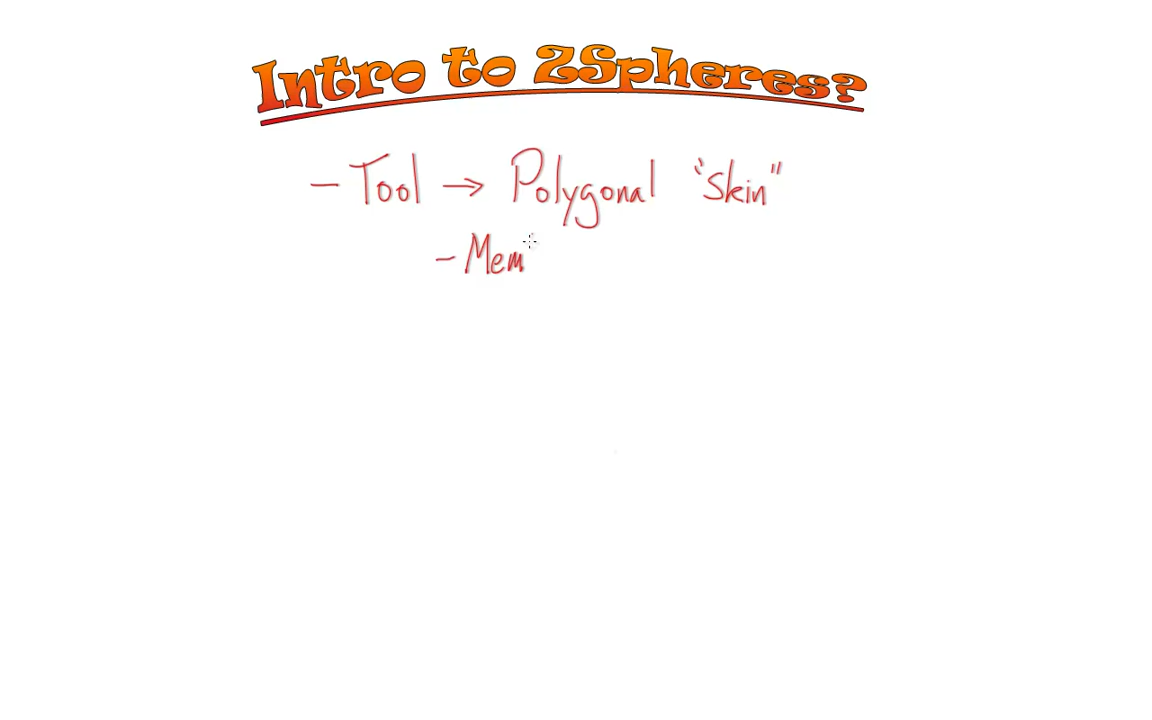 Intro to ZSpheres?
- Tool → Polygonal "Skin"
- Mem